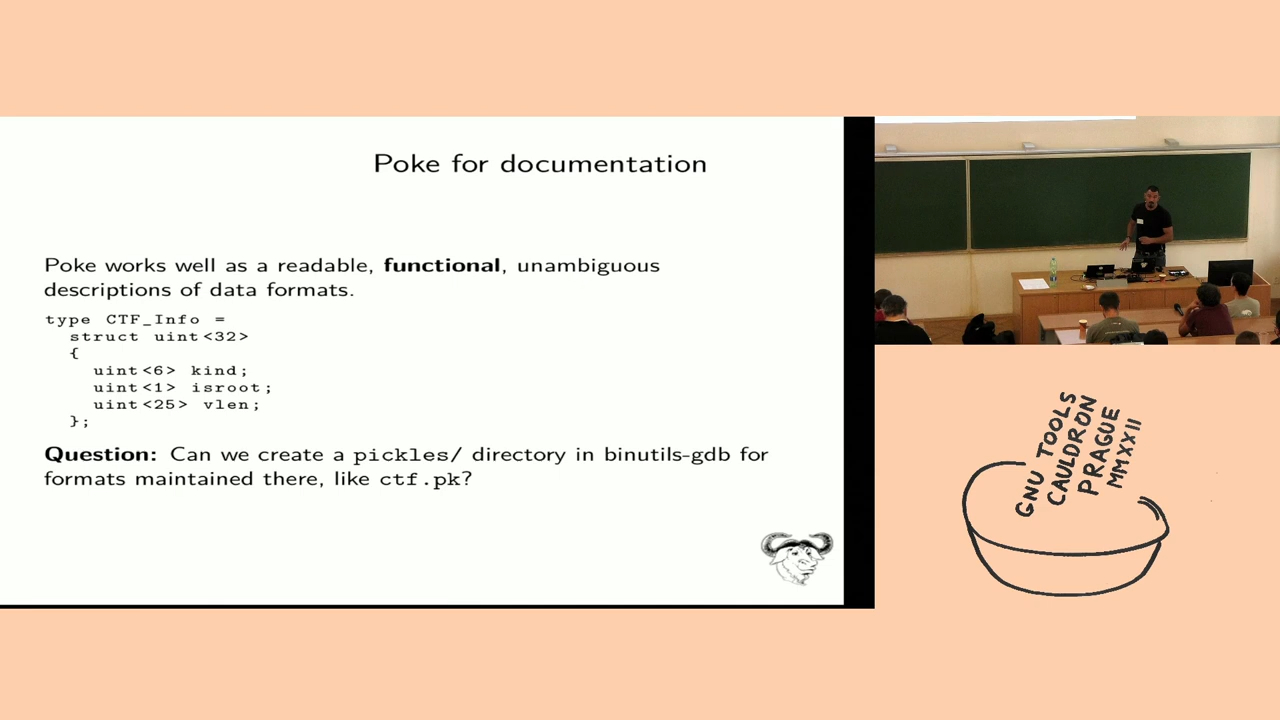 Poke for documentation
Poke works well as a readable, functional, unambiguous
descriptions of data formats.
type CTF_Info =
struct uint<32>
{
uint<6> kind;
uint<1> isroot;
uint<25> vlen;
};
Question: Can we create a pickles/ directory in binutils-gdb for
formats maintained there, like ctf.pk?
GNU TOOLS
CAULDRON
PRAGUE
MMXXII